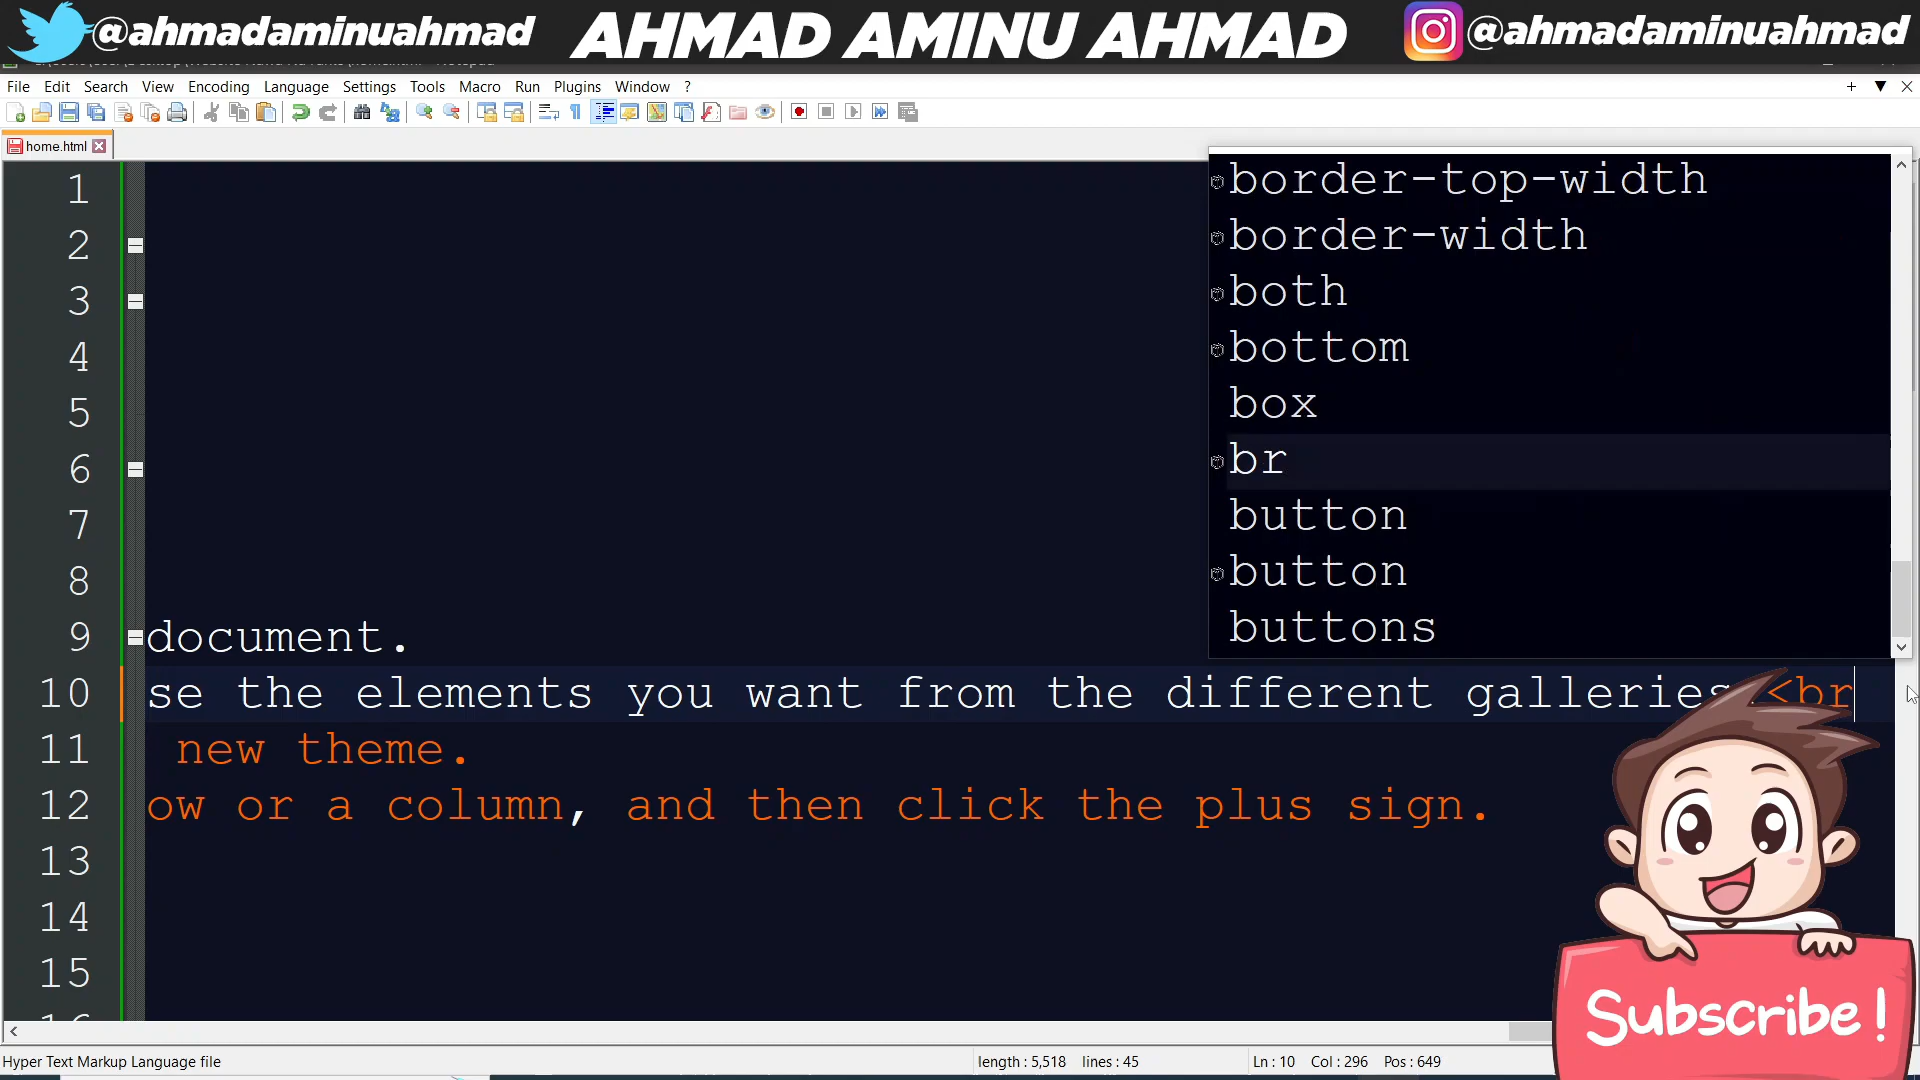 @ahmadaminuahmad AHMAD AMINU AHMAD @ahmadaminuahmad
File Edit Search View Encoding Language Settings Tools Macro Run Plugins Window ? + ▼ X
home.html
1
2
3
4
5
6
7
8
9 document.
10 se the elements you want from the different galleries <br
11 new theme.
12 ow or a column, and then click the plus sign.
13
14
15
border-top-width
border-width
both
bottom
box
br
button
button
buttons
Subscribe!
Hyper Text Markup Language file length : 5,518 lines : 45 Ln : 10 Col : 296 Pos : 649